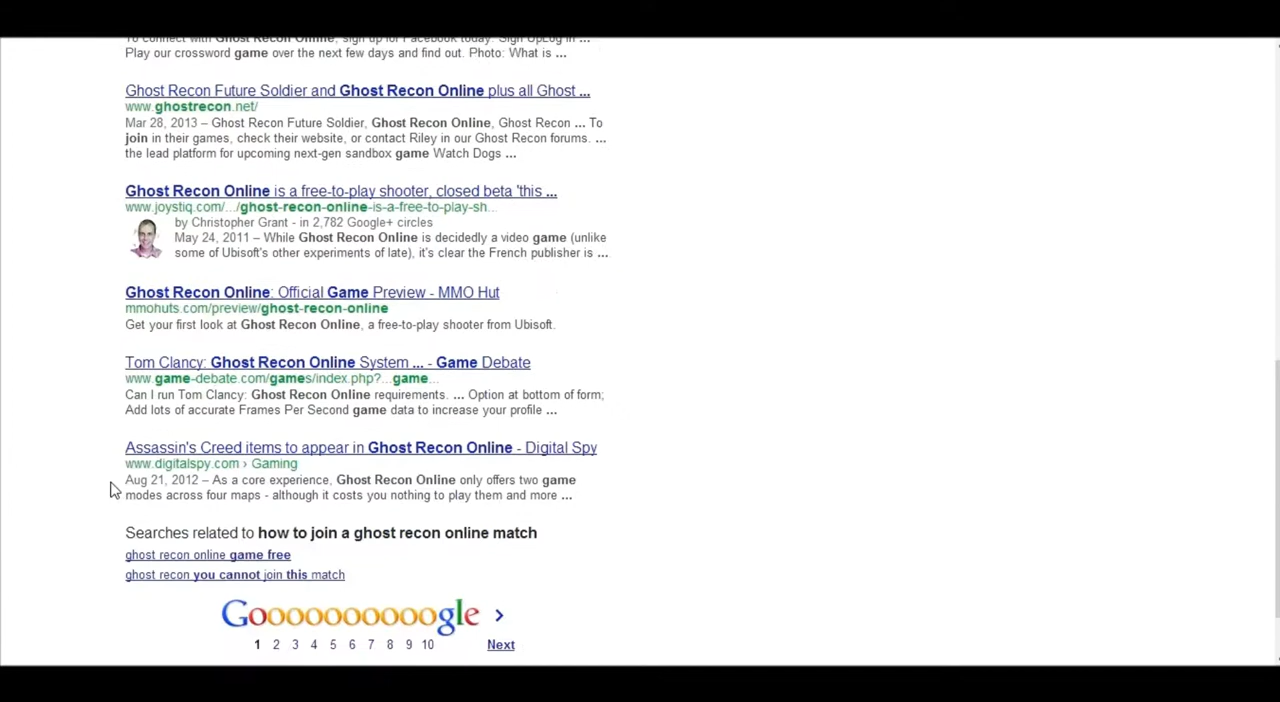 To connect with Ghost Recon Online, sign up for Facebook today. Sign UpLog In ...
Play our crossword game over the next few days and find out. Photo: What is ...
Ghost Recon Future Soldier and Ghost Recon Online plus all Ghost ...
www.ghostrecon.net/
Mar 28, 2013 – Ghost Recon Future Soldier, Ghost Recon Online, Ghost Recon ... To
join in their games, check their website, or contact Riley in our Ghost Recon forums. ...
the lead platform for upcoming next-gen sandbox game Watch Dogs ...
Ghost Recon Online is a free-to-play shooter, closed beta 'this ...
www.joystiq.com/.../ghost-recon-online-is-a-free-to-play-sh...
by Christopher Grant - in 2,782 Google+ circles
May 24, 2011 – While Ghost Recon Online is decidedly a video game (unlike
some of Ubisoft's other experiments of late), it's clear the French publisher is ...
Ghost Recon Online: Official Game Preview - MMO Hut
mmohuts.com/preview/ghost-recon-online
Get your first look at Ghost Recon Online, a free-to-play shooter from Ubisoft.
Tom Clancy: Ghost Recon Online System ... - Game Debate
www.game-debate.com/games/index.php?...game...
Can I run Tom Clancy: Ghost Recon Online requirements. ... Option at bottom of form;
Add lots of accurate Frames Per Second game data to increase your profile ...
Assassin's Creed items to appear in Ghost Recon Online - Digital Spy
www.digitalspy.com › Gaming
Aug 21, 2012 – As a core experience, Ghost Recon Online only offers two game
modes across four maps - although it costs you nothing to play them and more ...
Searches related to how to join a ghost recon online match
ghost recon online game free
ghost recon you cannot join this match
Goooooooooogle >
1 2 3 4 5 6 7 8 9 10 Next